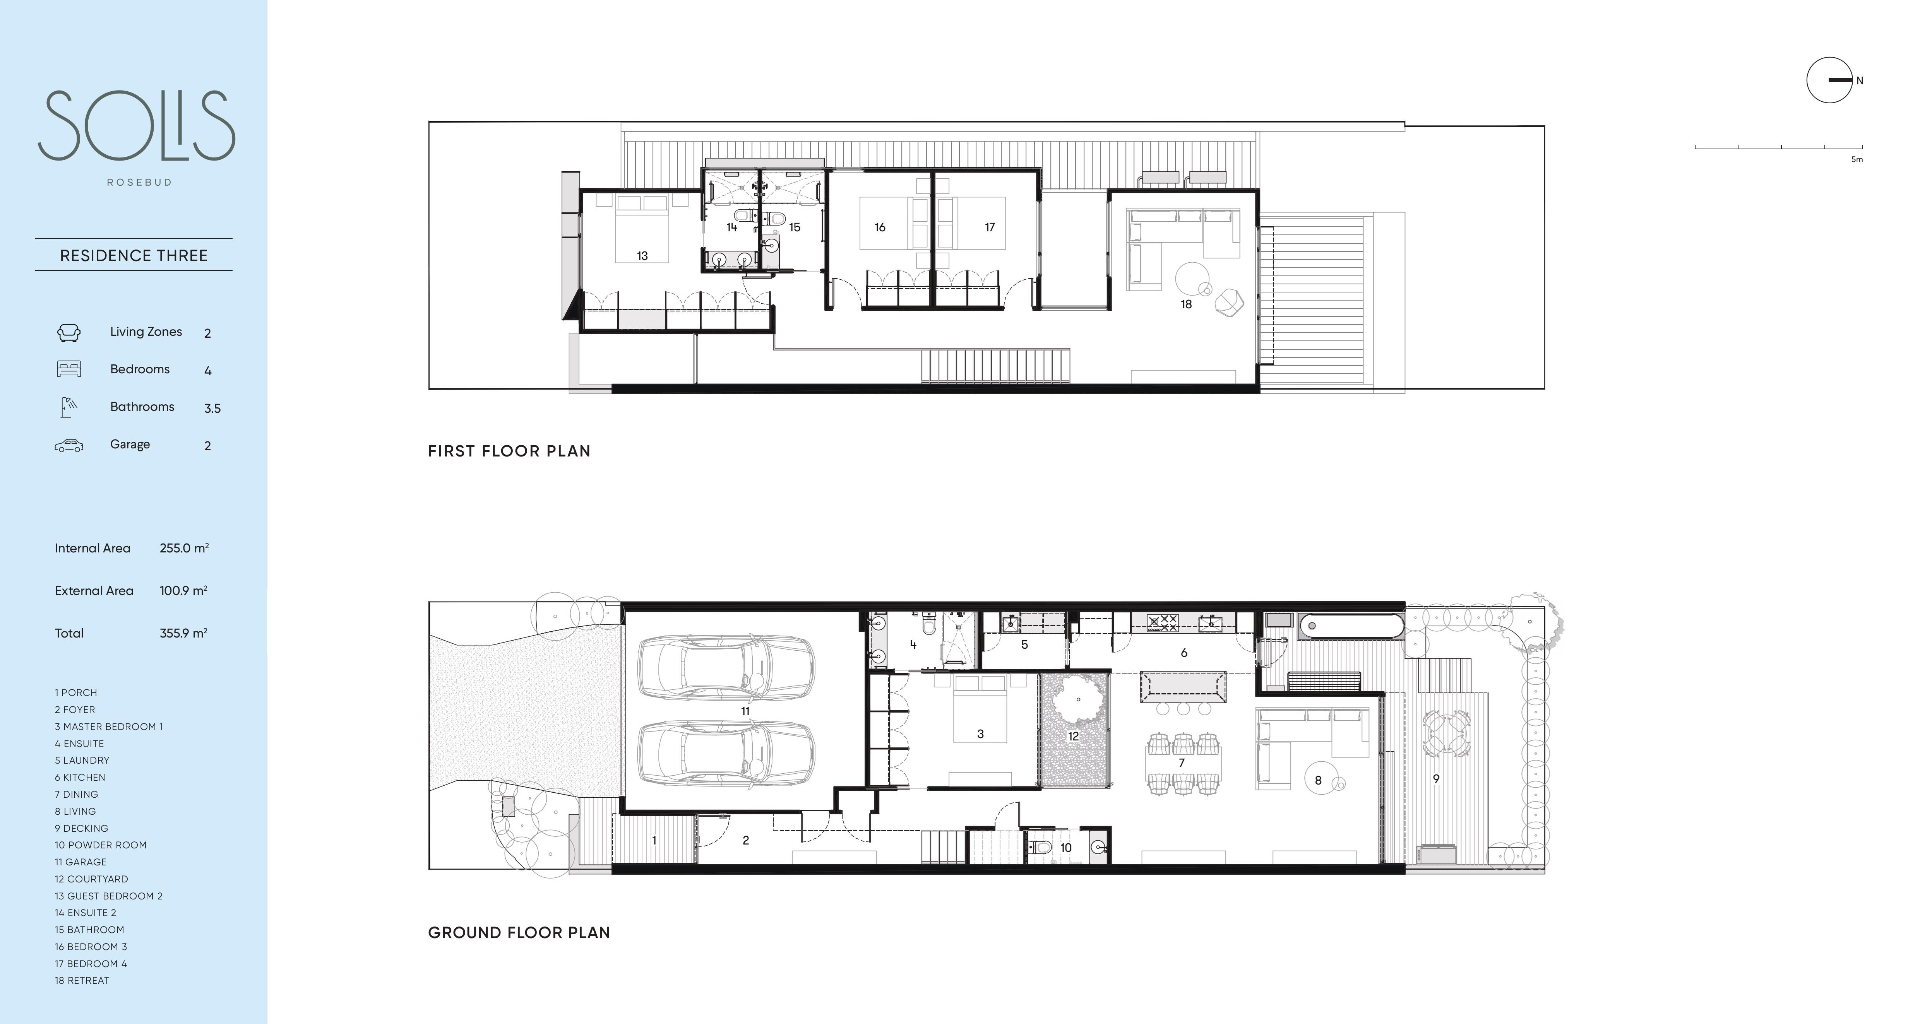 SOLIS
ROSEBUD
RESIDENCE THREE
Living Zones 2
Bedrooms 4
Bathrooms 3.5
Garage 2
Internal Area 255.0 m²
External Area 100.9 m²
Total 355.9 m²
1 PORCH
2 FOYER
3 MASTER BEDROOM 1
4 ENSUITE
5 LAUNDRY
6 KITCHEN
7 DINING
8 LIVING
9 DECKING
10 POWDER ROOM
11 GARAGE
12 COURTYARD
13 GUEST BEDROOM 2
14 ENSUITE 2
15 BATHROOM
16 BEDROOM 3
17 BEDROOM 4
18 RETREAT
N
5m
14
15
16
17
13
18
FIRST FLOOR PLAN
4
5
6
11
3
12
7
8
9
1
2
10
GROUND FLOOR PLAN